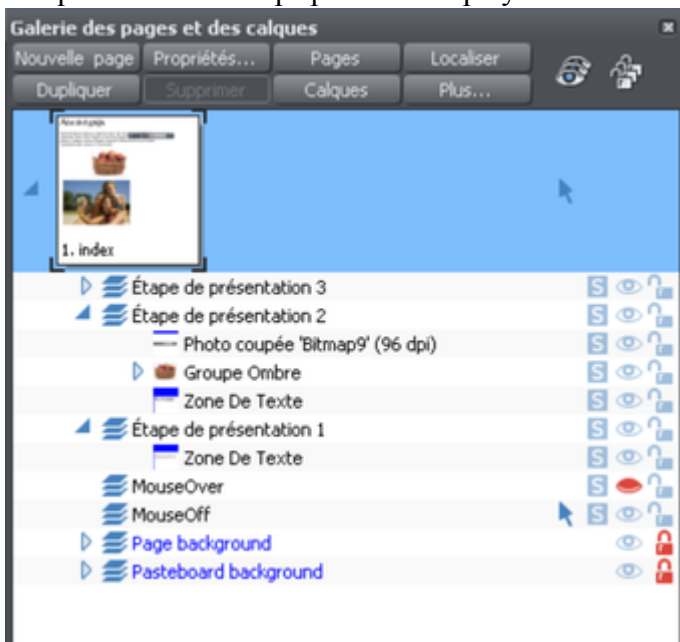 Galerie des pages et des calques
Nouvelle page Propriétés... Pages Localiser
Dupliquer Supprimer Calques Plus...
1. index
Étape de présentation 3
Étape de présentation 2
Photo coupée 'Bitmap9' (96 dpi)
Groupe Ombre
Zone De Texte
Étape de présentation 1
Zone De Texte
MouseOver
MouseOff
Page background
Pasteboard background